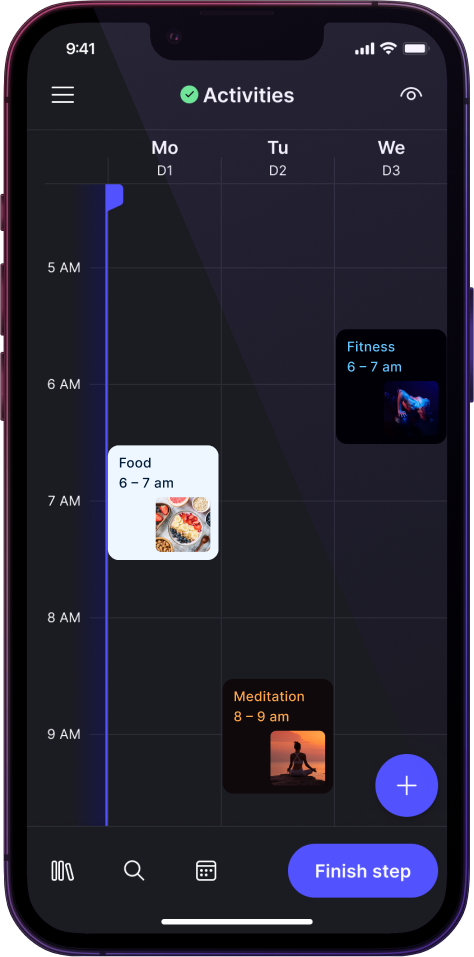 9:41
Activities
Mo Tu We
D1 D2 D3
5 AM
Fitness
6 – 7 am
6 AM
Food
6 – 7 am
7 AM
8 AM
Meditation
8 – 9 am
9 AM
Finish step